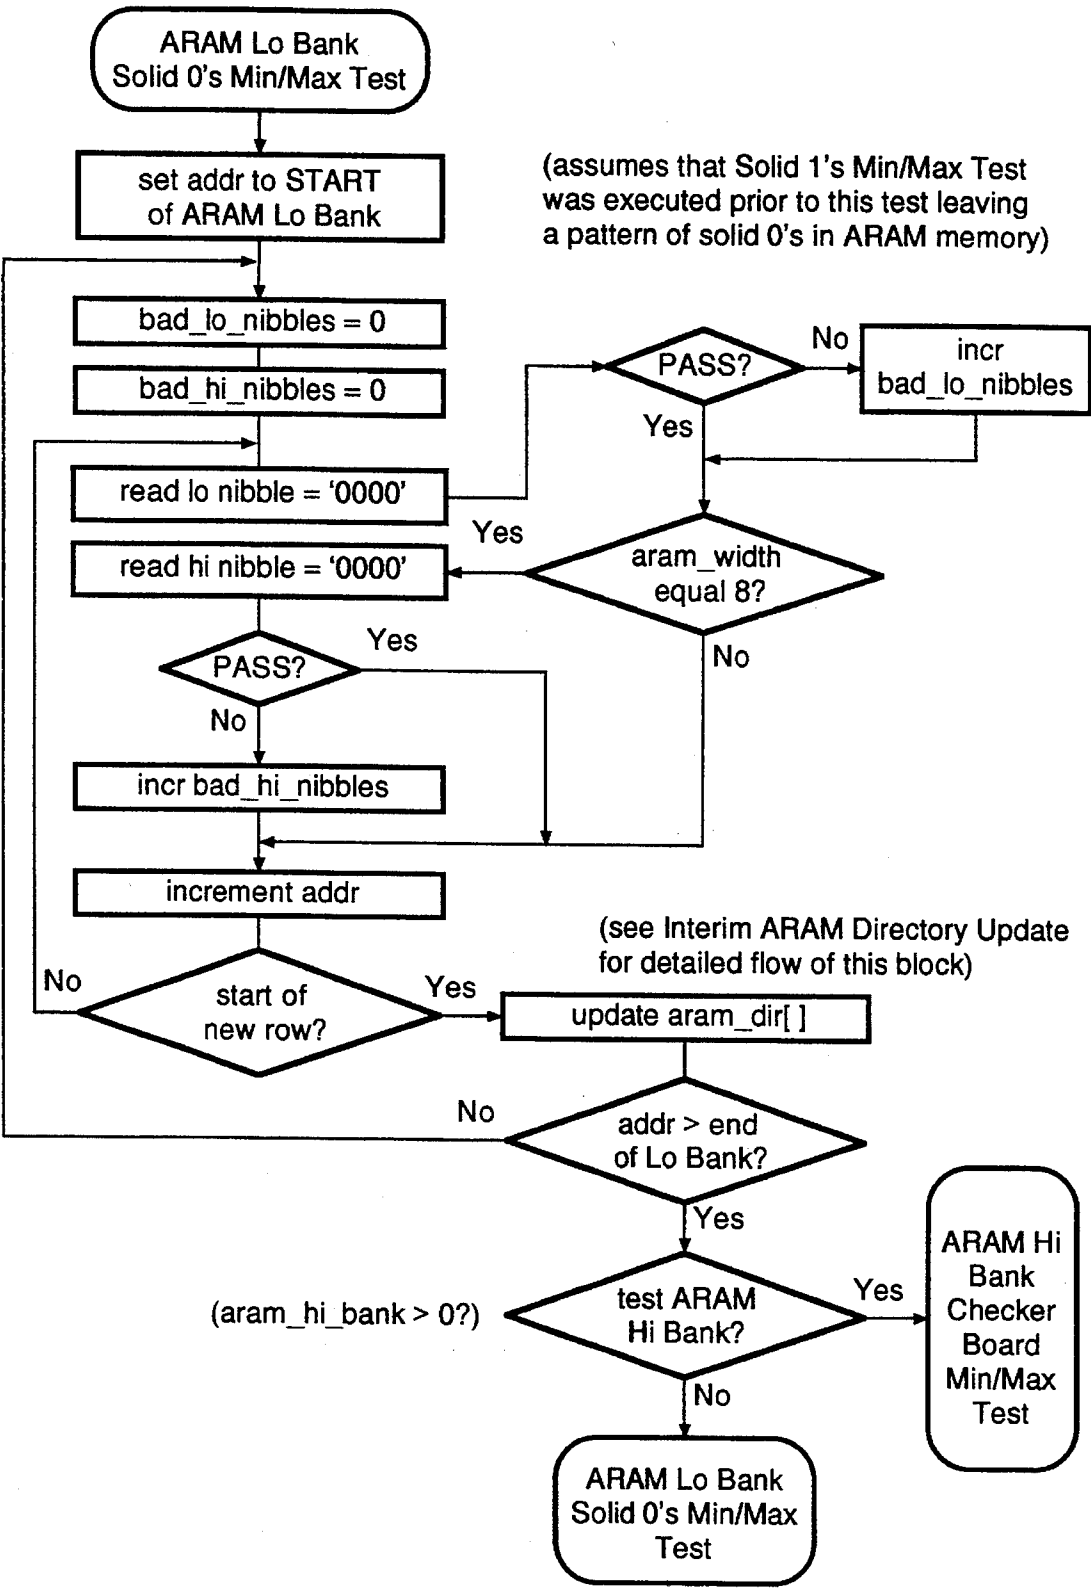 ARAM Lo Bank
Solid 0's Min/Max Test
set addr to START
of ARAM Lo Bank
(assumes that Solid 1's Min/Max Test
was executed prior to this test leaving
a pattern of solid 0's in ARAM memory)
bad_lo_nibbles = 0
bad_hi_nibbles = 0
read lo nibble = '0000'
PASS?
No
incr
bad_lo_nibbles
Yes
aram_width
equal 8?
Yes
No
read hi nibble = '0000'
PASS?
Yes
No
incr bad_hi_nibbles
increment addr
start of
new row?
No
Yes
(see Interim ARAM Directory Update
for detailed flow of this block)
update aram_dir[ ]
addr > end
of Lo Bank?
No
Yes
(aram_hi_bank > 0?)
test ARAM
Hi Bank?
Yes
No
ARAM Hi
Bank
Checker
Board
Min/Max
Test
ARAM Lo Bank
Solid 0's Min/Max
Test